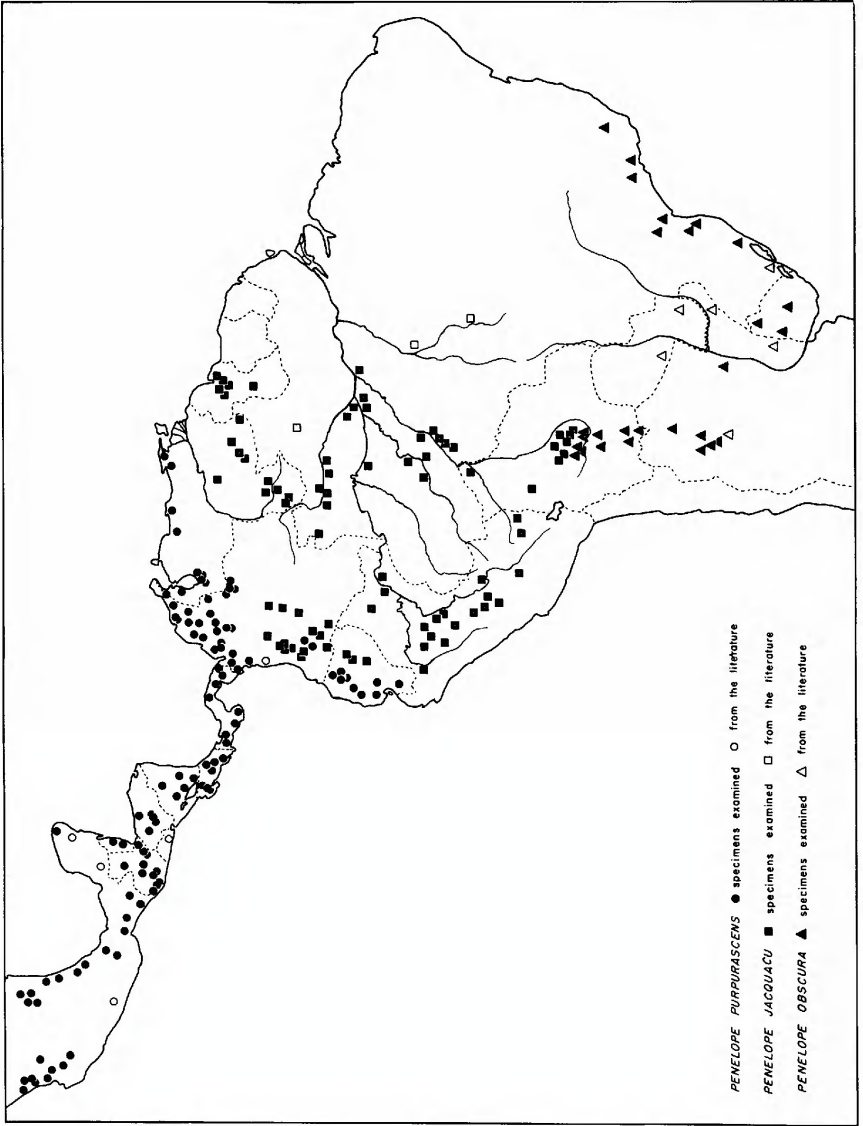 PENELOPE PURPURASCENS ● specimens examined ○ from the literature
PENELOPE JACQUACU ■ specimens examined □ from the literature
PENELOPE OBSCURA ▲ specimens examined △ from the literature